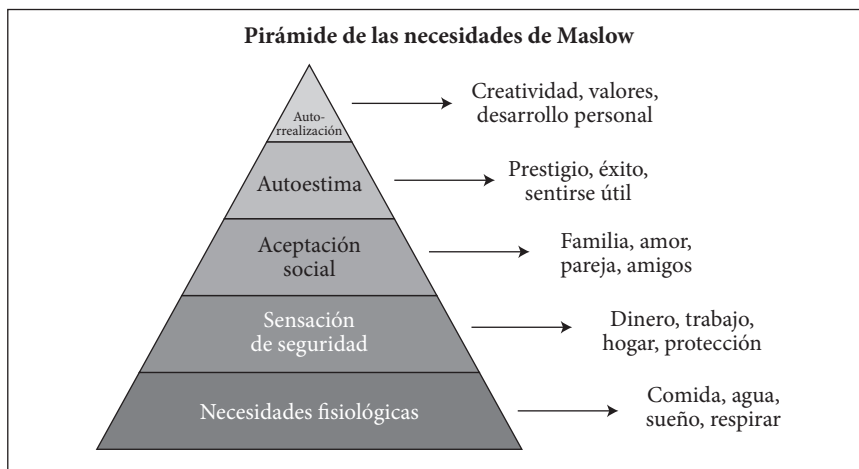 Pirámide de las necesidades de Maslow
Auto-
rrealización
Creatividad, valores,
desarrollo personal
Autoestima
Prestigio, éxito,
sentirse útil
Aceptación
social
Familia, amor,
pareja, amigos
Sensación
de seguridad
Dinero, trabajo,
hogar, protección
Necesidades fisiológicas
Comida, agua,
sueño, respirar